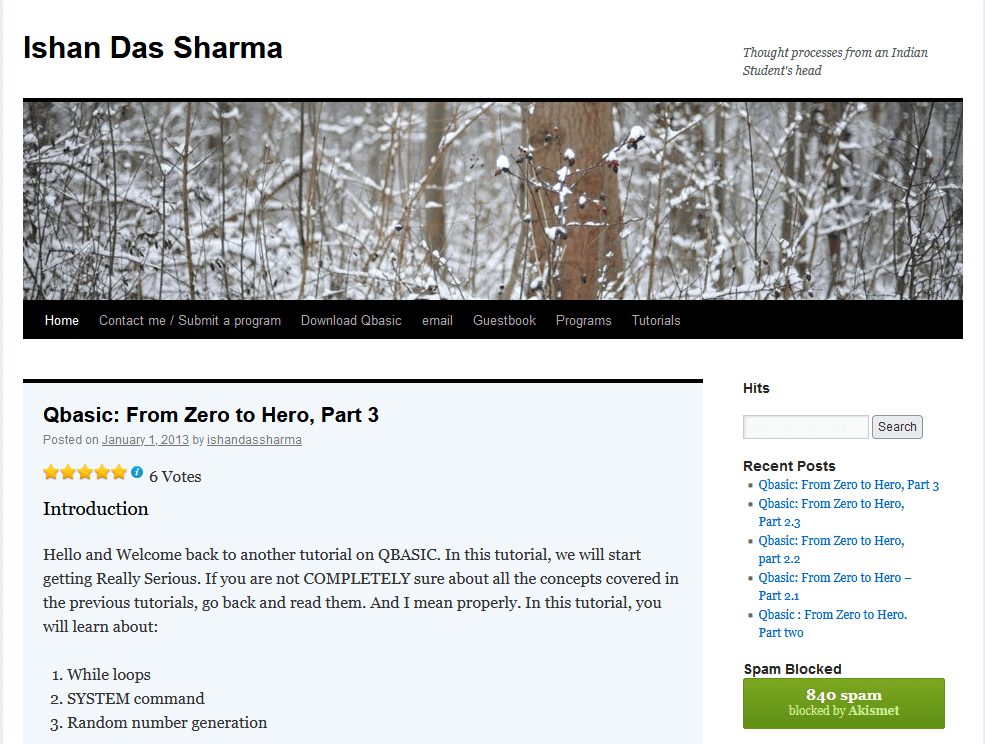 Ishan Das Sharma
Thought processes from an Indian
Student's head
Home Contact me / Submit a program Download Qbasic email Guestbook Programs Tutorials
Qbasic: From Zero to Hero, Part 3
Posted on January 1, 2013 by ishandassharma
6 Votes
Introduction
Hello and Welcome back to another tutorial on QBASIC. In this tutorial, we will start
getting Really Serious. If you are not COMPLETELY sure about all the concepts covered in
the previous tutorials, go back and read them. And I mean properly. In this tutorial, you
will learn about:
1. While loops
2. SYSTEM command
3. Random number generation
Hits
Search
Recent Posts
Qbasic: From Zero to Hero, Part 3
Qbasic: From Zero to Hero,
Part 2.3
Qbasic: From Zero to Hero,
part 2.2
Qbasic: From Zero to Hero –
Part 2.1
Qbasic : From Zero to Hero.
Part two
Spam Blocked
840 spam
blocked by Akismet